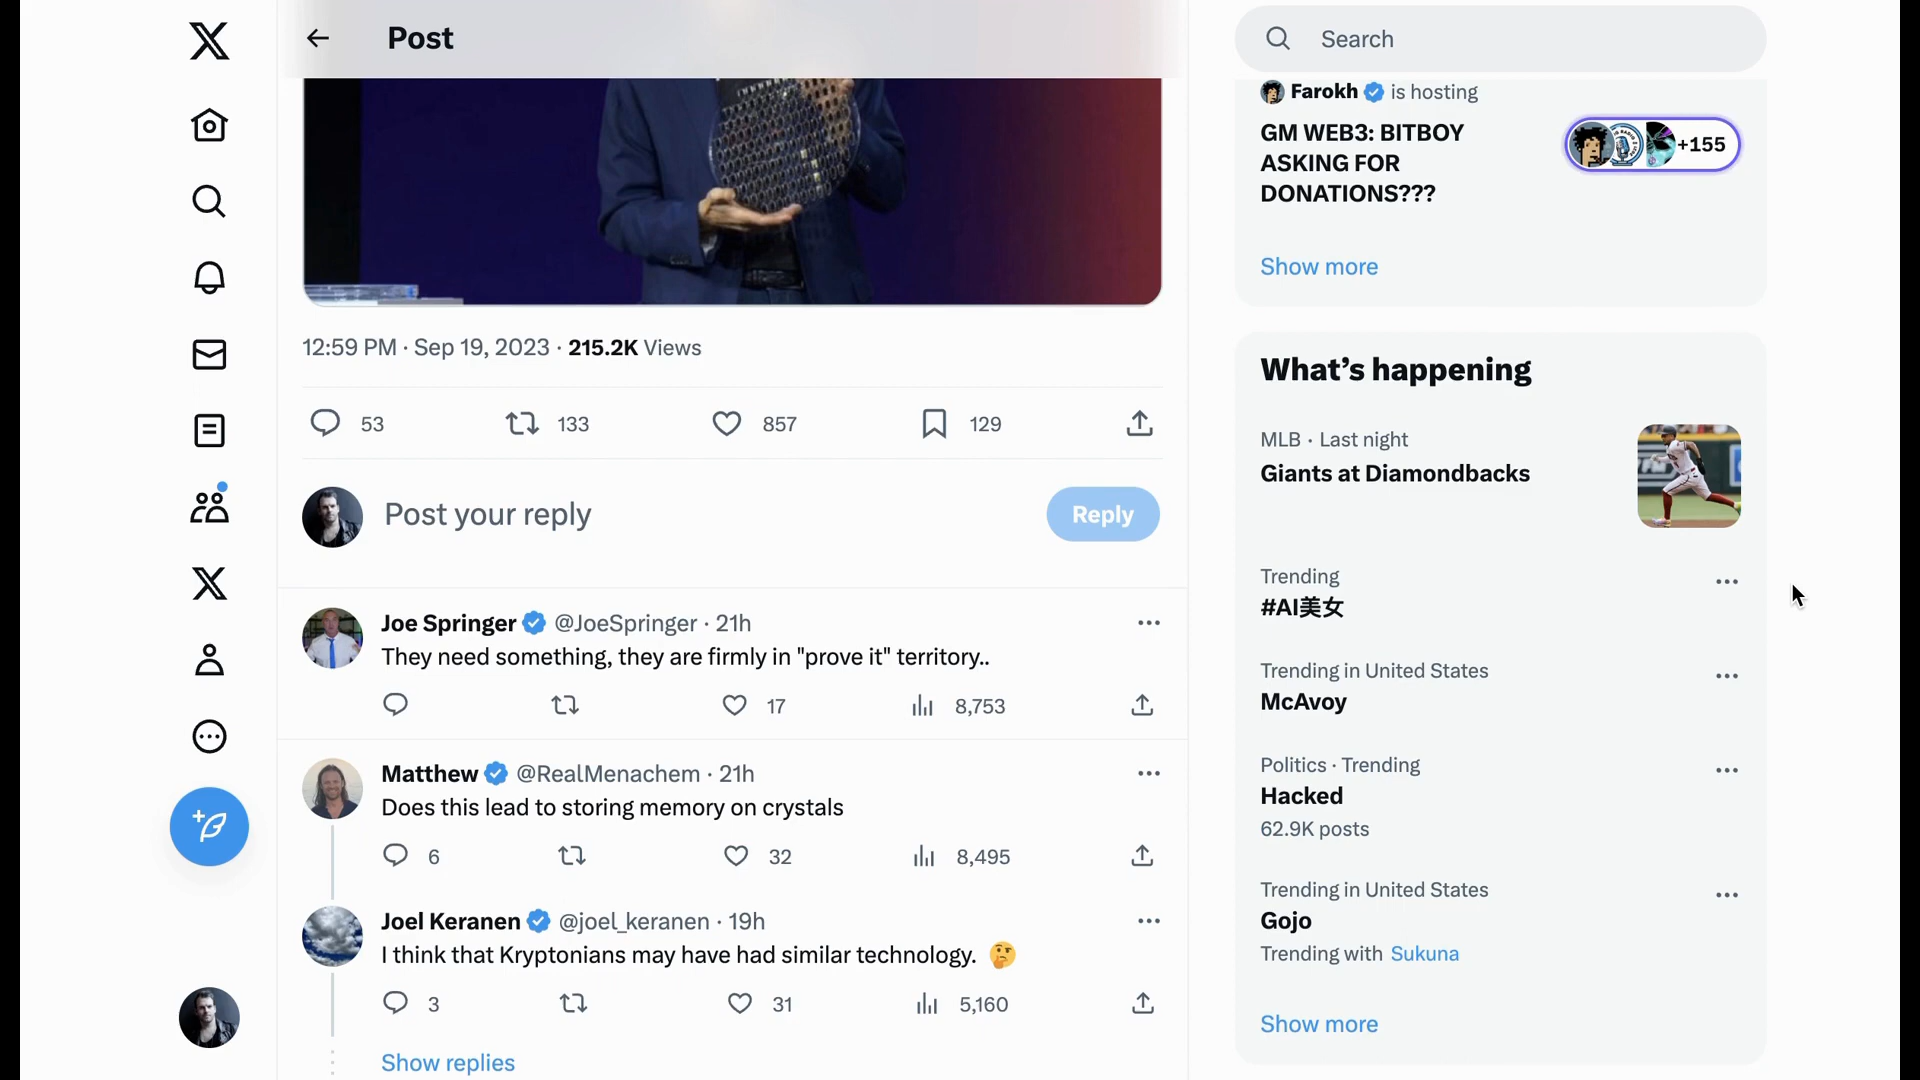 Post
12:59 PM · Sep 19, 2023 · 215.2K Views
53 133 857 129
Post your reply
Reply
Joe Springer @JoeSpringer · 21h
They need something, they are firmly in "prove it" territory..
17 8,753
Matthew @RealMenachem · 21h
Does this lead to storing memory on crystals
6 32 8,495
Joel Keranen @joel_keranen · 19h
I think that Kryptonians may have had similar technology. 🤔
3 31 5,160
Show replies
Search
Farokh is hosting
GM WEB3: BITBOY
ASKING FOR
DONATIONS???
+155
Show more
What’s happening
MLB · Last night
Giants at Diamondbacks
Trending
#AI美女
Trending in United States
McAvoy
Politics · Trending
Hacked
62.9K posts
Trending in United States
Gojo
Trending with Sukuna
Show more